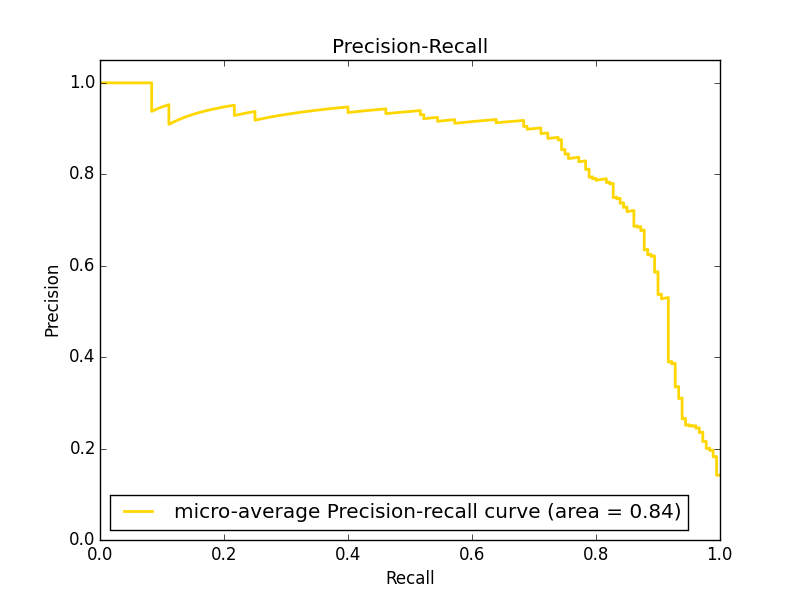 Precision-Recall
1.0
0.8
0.6
0.4
0.2
0.0
Precision
micro-average Precision-recall curve (area = 0.84)
0.0 0.2 0.4 0.6 0.8 1.0
Recall